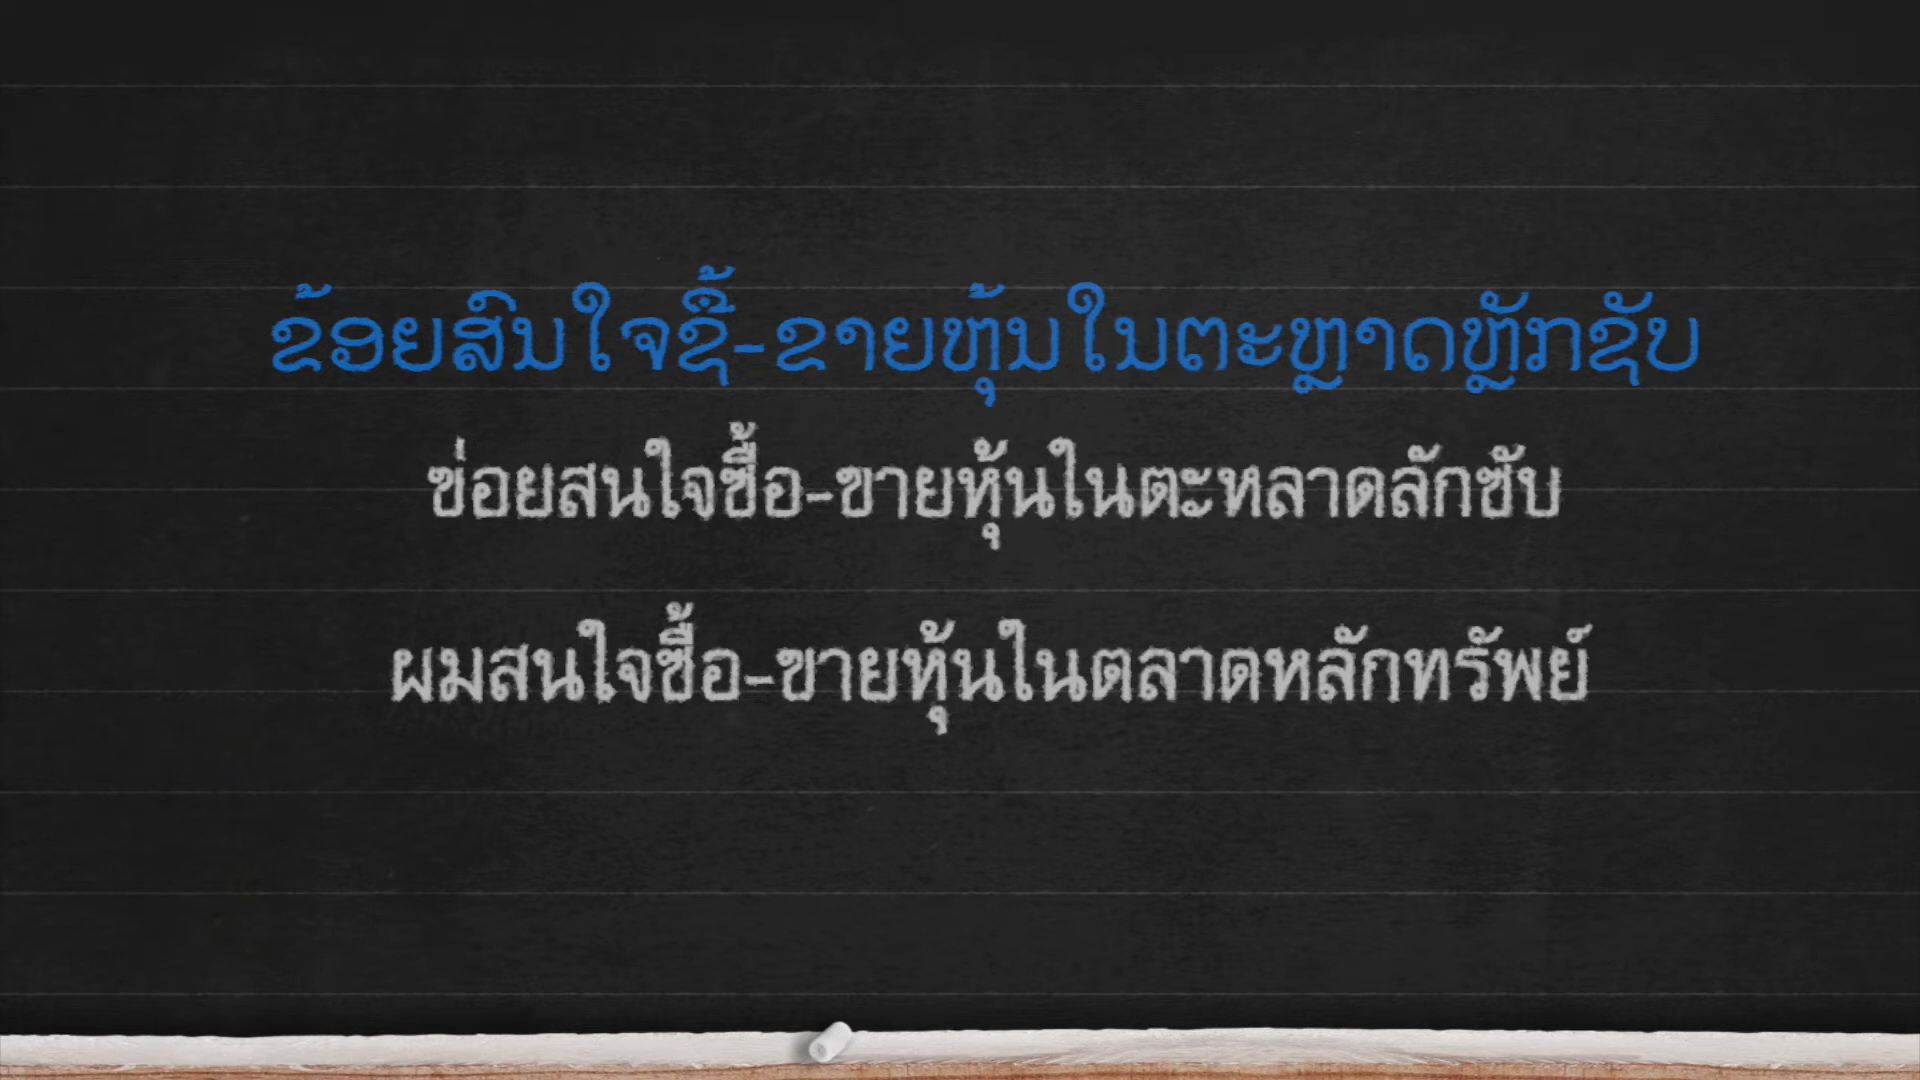 ຂ້ອຍສົນໃຈຊື້-ຂາຍຫຸ້ນໃນຕະຫຼາດຫຼັກຊັບ
ข่อยสนใจซื้อ-ขายหุ้นในตะหลาดลักซับ
ผมสนใจซื้อ-ขายหุ้นในตลาดหลักทรัพย์